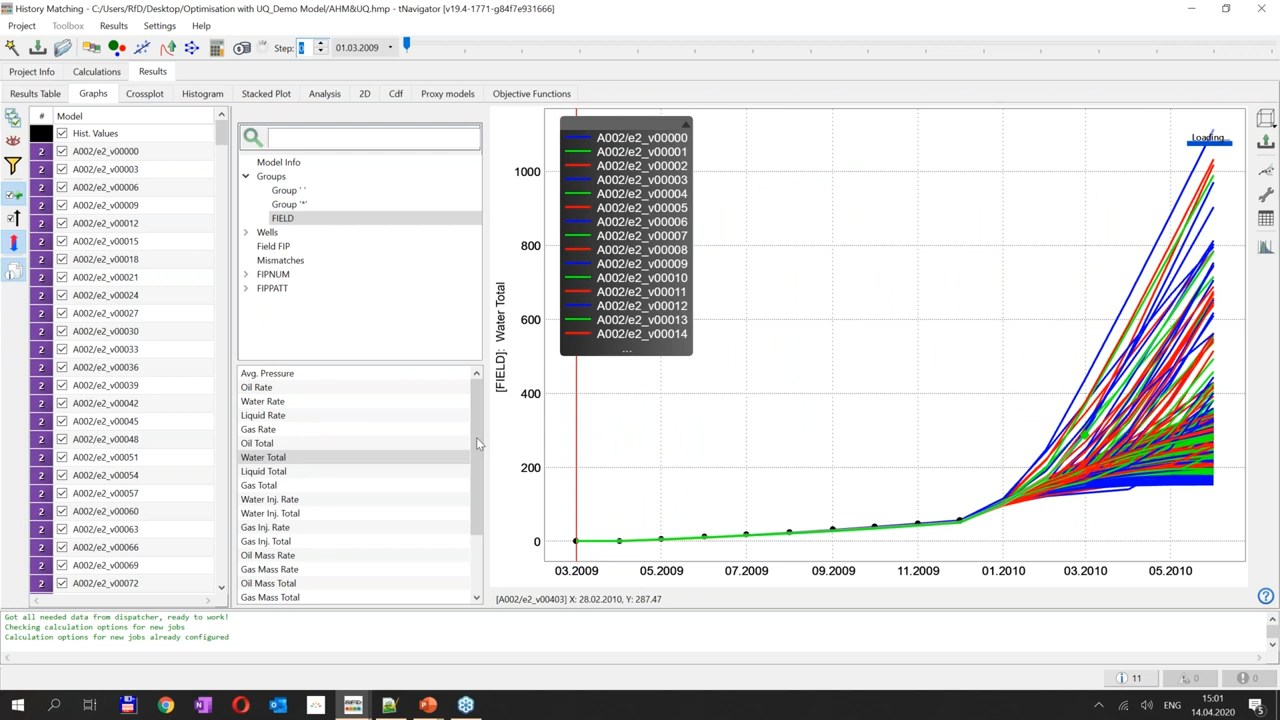 History Matching - C:/Users/RfD/Desktop/Optimisation with UQ_Demo Model/AHM&UQ.hmp - tNavigator [v19.4-1771-g84f7e931666]
Project Toolbox Results Settings Help
Step: 0 01.03.2009
Project Info Calculations Results
Results Table Graphs Crossplot Histogram Stacked Plot Analysis 2D Cdf Proxy models Objective Functions
# Model
Hist. Values
2 A002/e2_v00000
2 A002/e2_v00003
2 A002/e2_v00006
2 A002/e2_v00009
2 A002/e2_v00012
2 A002/e2_v00015
2 A002/e2_v00018
2 A002/e2_v00021
2 A002/e2_v00024
2 A002/e2_v00027
2 A002/e2_v00030
2 A002/e2_v00033
2 A002/e2_v00036
2 A002/e2_v00039
2 A002/e2_v00042
2 A002/e2_v00045
2 A002/e2_v00048
2 A002/e2_v00051
2 A002/e2_v00054
2 A002/e2_v00057
2 A002/e2_v00060
2 A002/e2_v00063
2 A002/e2_v00066
2 A002/e2_v00069
2 A002/e2_v00072
Model Info
Groups
Group ' '
Group '*'
FIELD
Wells
Field FIP
Mismatches
FIPNUM
FIPPATT
Avg. Pressure
Oil Rate
Water Rate
Liquid Rate
Gas Rate
Oil Total
Water Total
Liquid Total
Gas Total
Water Inj. Rate
Water Inj. Total
Gas Inj. Rate
Gas Inj. Total
Oil Mass Rate
Gas Mass Rate
Oil Mass Total
Gas Mass Total
[FIELD]: Water Total
1000
800
600
400
200
0
03.2009 05.2009 07.2009 09.2009 11.2009 01.2010 03.2010 05.2010
A002/e2_v00000
A002/e2_v00001
A002/e2_v00002
A002/e2_v00003
A002/e2_v00004
A002/e2_v00005
A002/e2_v00006
A002/e2_v00007
A002/e2_v00008
A002/e2_v00009
A002/e2_v00010
A002/e2_v00011
A002/e2_v00012
A002/e2_v00013
A002/e2_v00014
...
Loading
[A002/e2_v00403] X: 28.02.2010, Y: 287.47
Got all needed data from dispatcher, ready to work!
Checking calculation options for new jobs
Calculation options for new jobs already configured
11 0 0
ENG
15:01
14.04.2020
5